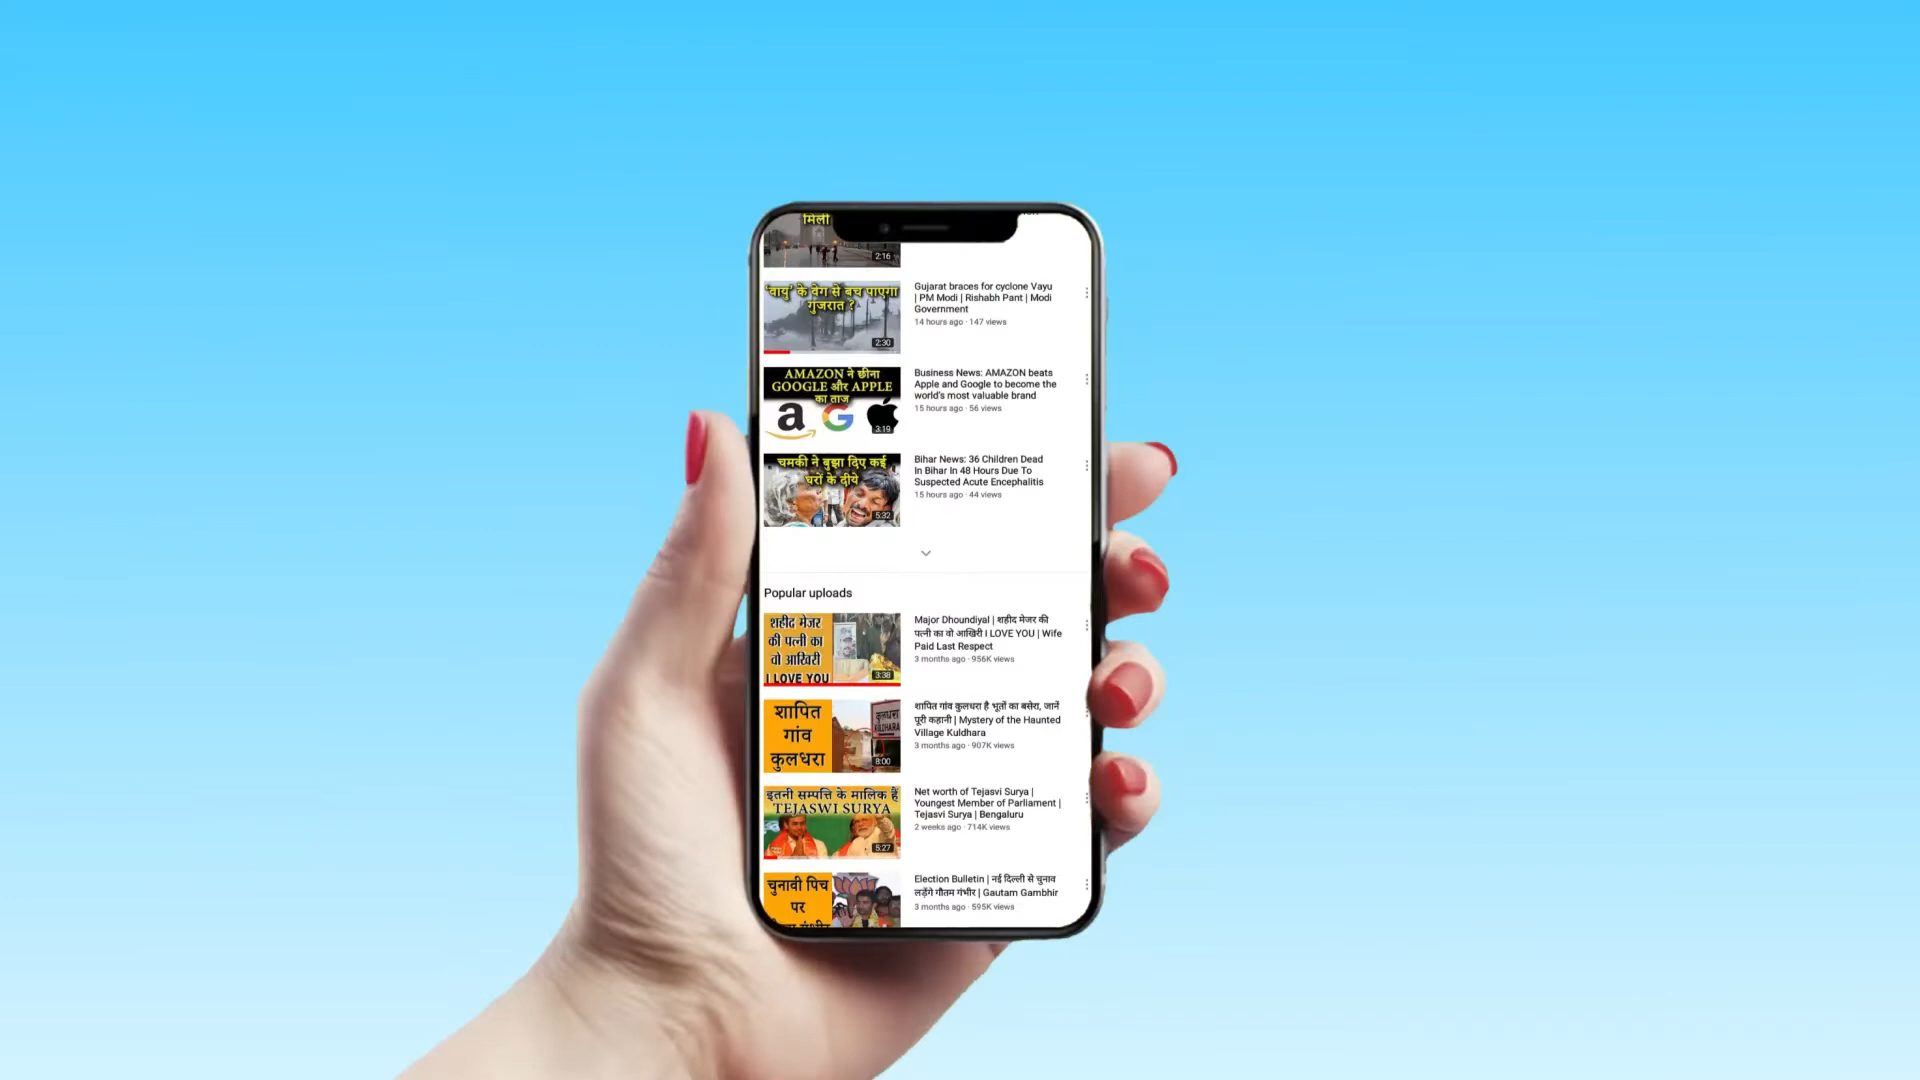 मिली
2:16
'वायु' के वेग से बच पाएगा
गुजरात ?
2:30
Gujarat braces for cyclone Vayu
| PM Modi | Rishabh Pant | Modi
Government
14 hours ago · 147 views
AMAZON ने छीना
GOOGLE और APPLE
का ताज
a
G
3:19
Business News: AMAZON beats
Apple and Google to become the
world's most valuable brand
15 hours ago · 56 views
चमकी ने बुझा दिए कई
घरों के दीये
5:32
Bihar News: 36 Children Dead
In Bihar In 48 Hours Due To
Suspected Acute Encephalitis
15 hours ago · 44 views
Popular uploads
शहीद मेजर
की पत्नी का
वो आखिरी
I LOVE YOU
3:38
Major Dhoundiyal | शहीद मेजर की
पत्नी का वो आखिरी I LOVE YOU | Wife
Paid Last Respect
3 months ago · 956K views
शापित
गांव
कुलधरा
कुलधरा
KULDHARA
8:00
शापित गांव कुलधरा है भूतों का बसेरा, जानें
पूरी कहानी | Mystery of the Haunted
Village Kuldhara
3 months ago · 907K views
इतनी सम्पत्ति के मालिक हैं
TEJASWI SURYA
5:27
Net worth of Tejasvi Surya |
Youngest Member of Parliament |
Tejasvi Surya | Bengaluru
2 weeks ago · 714K views
चुनावी पिच
पर
Election Bulletin | नई दिल्ली से चुनाव
लड़ेंगे गौतम गंभीर | Gautam Gambhir
3 months ago · 595K views